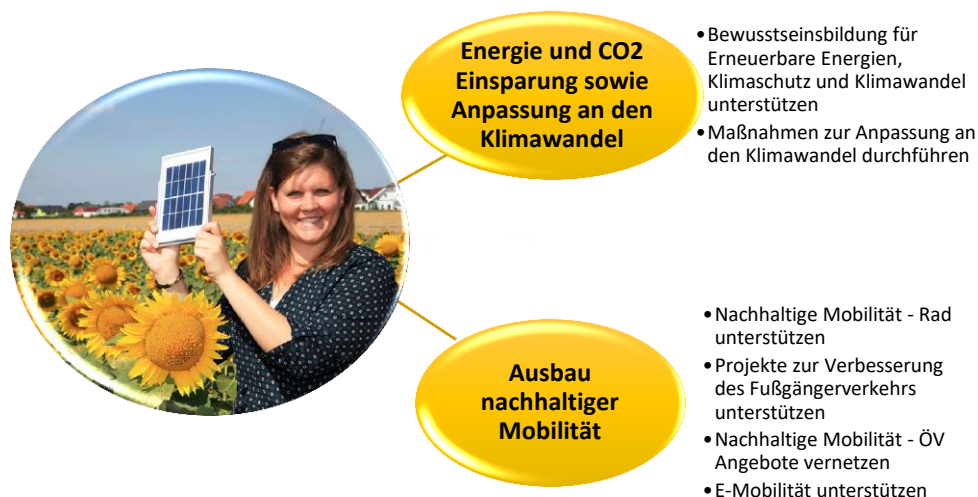 Energie und CO2
Einsparung sowie
Anpassung an den
Klimawandel
•Bewusstseinsbildung für
Erneuerbare Energien,
Klimaschutz und Klimawandel
unterstützen
•Maßnahmen zur Anpassung an
den Klimawandel durchführen
Ausbau
nachhaltiger
Mobilität
•Nachhaltige Mobilität - Rad
unterstützen
•Projekte zur Verbesserung
des Fußgängerverkehrs
unterstützen
•Nachhaltige Mobilität - ÖV
Angebote vernetzen
•E-Mobilität unterstützen